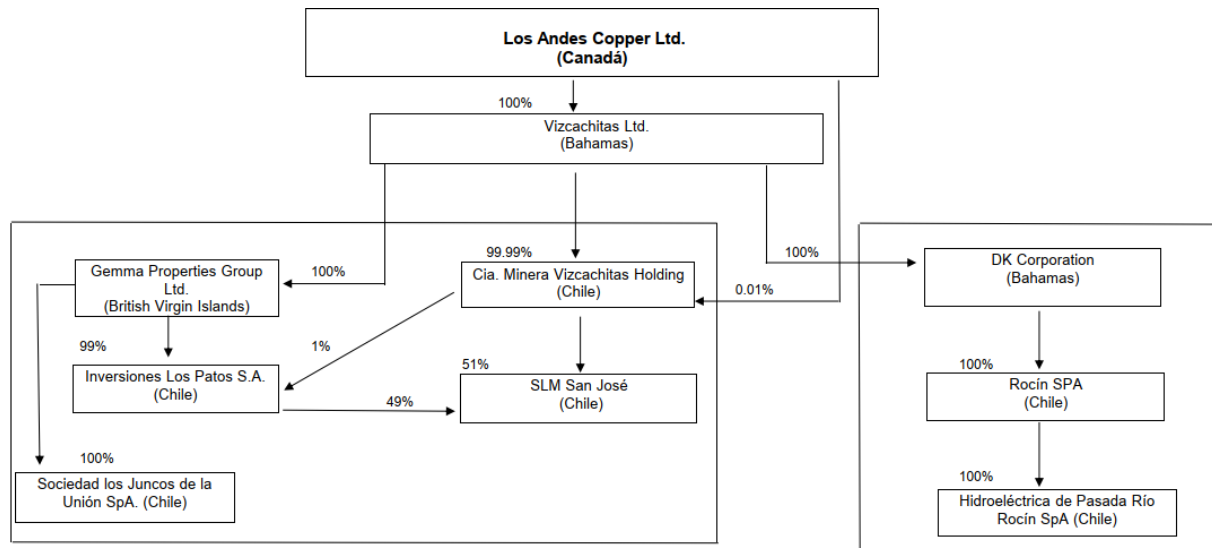 Los Andes Copper Ltd.
(Canadá)
100%
Vizcachitas Ltd.
(Bahamas)
99.99%
Gemma Properties Group
Ltd.
(British Virgin Islands)
100%
Cia. Minera Vizcachitas Holding
(Chile)
0.01%
100%
DK Corporation
(Bahamas)
99%
1%
51%
100%
Inversiones Los Patos S.A.
(Chile)
49%
SLM San José
(Chile)
Rocín SPA
(Chile)
100%
Sociedad los Juncos de la
Unión SpA. (Chile)
100%
Hidroeléctrica de Pasada Río
Rocín SpA (Chile)